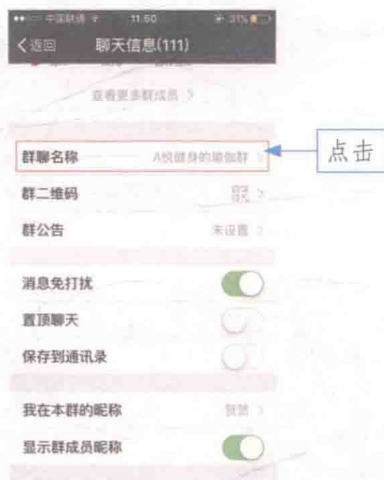 中国联通 11:50 31%
返回 聊天信息(111)
查看更多群成员
群聊名称 A悦健身的瑜伽群
点击
群二维码
群公告 未设置
消息免打扰
置顶聊天
保存到通讯录
我在本群的昵称
显示群成员昵称